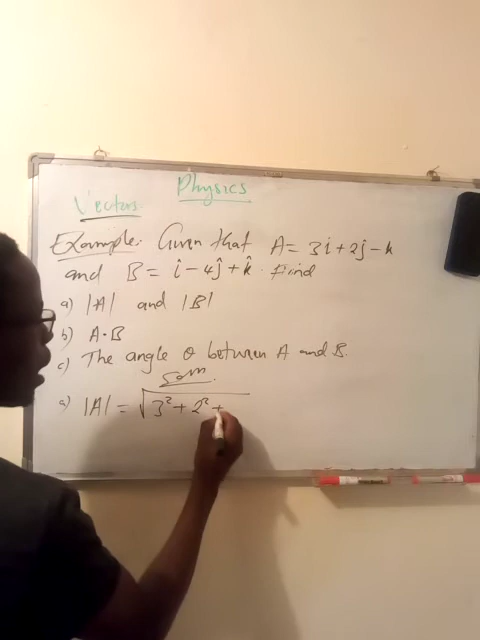 Physics
Vectors
Example: Given that A = 3i + 2j - k
and B = î - 4ĵ + k̂. Find
a) |A| and |B|
b) A·B
c) The angle θ between A and B.
Soln.
a) |A| = √3² + 2² +